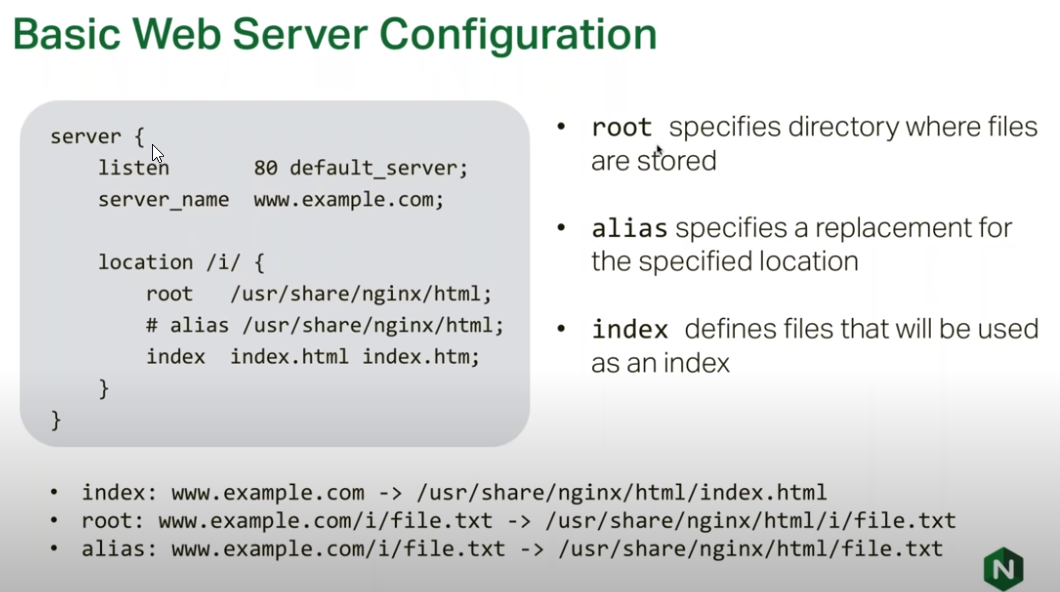 Basic Web Server Configuration
server {
listen 80 default_server;
server_name www.example.com;
location /i/ {
root /usr/share/nginx/html;
# alias /usr/share/nginx/html;
index index.html index.htm;
}
}
• root specifies directory where files
are stored
• alias specifies a replacement for
the specified location
• index defines files that will be used
as an index
• index: www.example.com -> /usr/share/nginx/html/index.html
• root: www.example.com/i/file.txt -> /usr/share/nginx/html/i/file.txt
• alias: www.example.com/i/file.txt -> /usr/share/nginx/html/file.txt
N